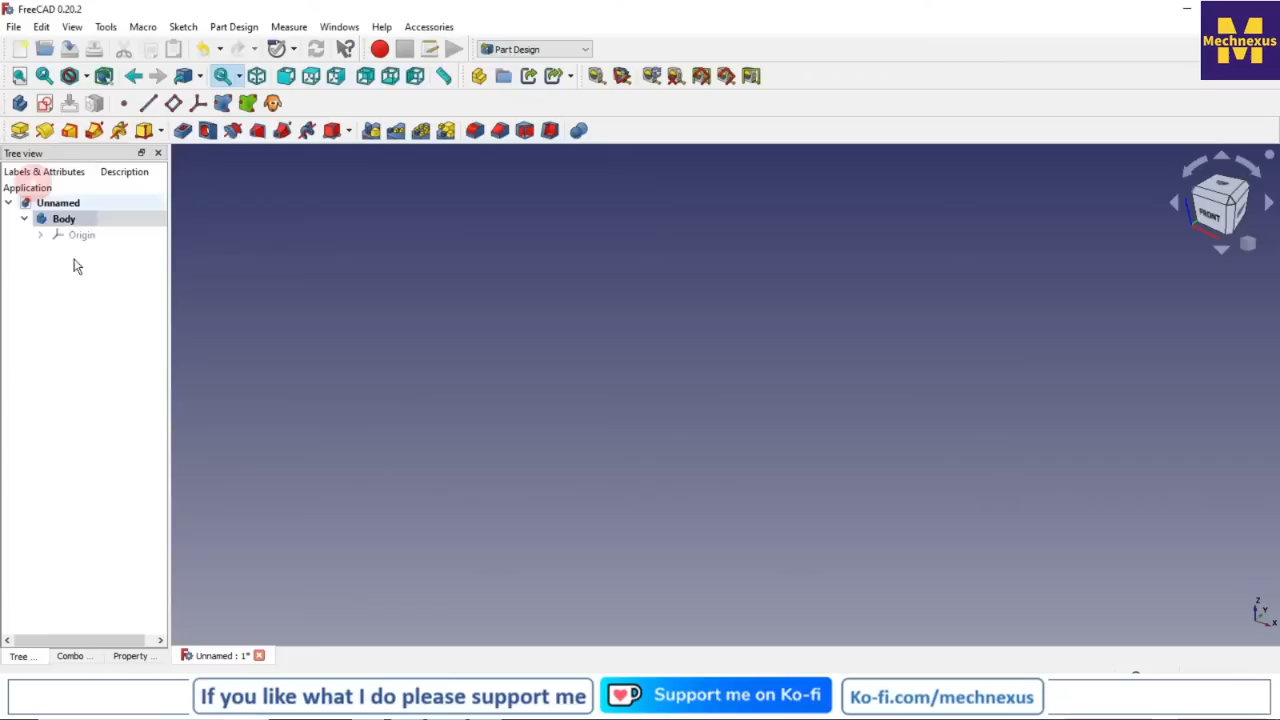 FreeCAD 0.20.2
Mechnexus
File Edit View Tools Macro Sketch Part Design Measure Windows Help Accessories
Part Design
Tree view
Labels & Attributes Description
Application
Unnamed
Body
Origin
FRONT
Z
Y
X
Tree ... Combo ... Property ... Unnamed : 1*
If you like what I do please support me Support me on Ko-fi Ko-fi.com/mechnexus